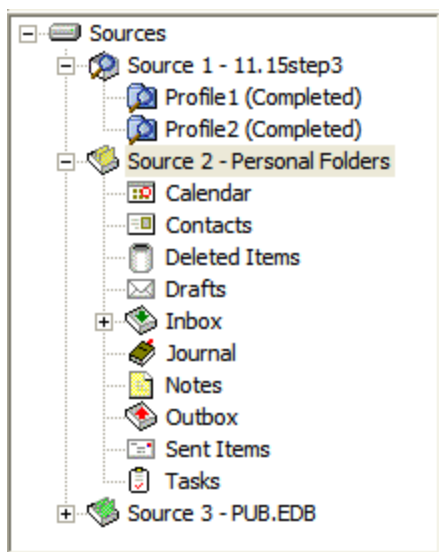 Sources
Source 1 - 11.15step3
Profile1 (Completed)
Profile2 (Completed)
Source 2 - Personal Folders
Calendar
Contacts
Deleted Items
Drafts
Inbox
Journal
Notes
Outbox
Sent Items
Tasks
Source 3 - PUB.EDB